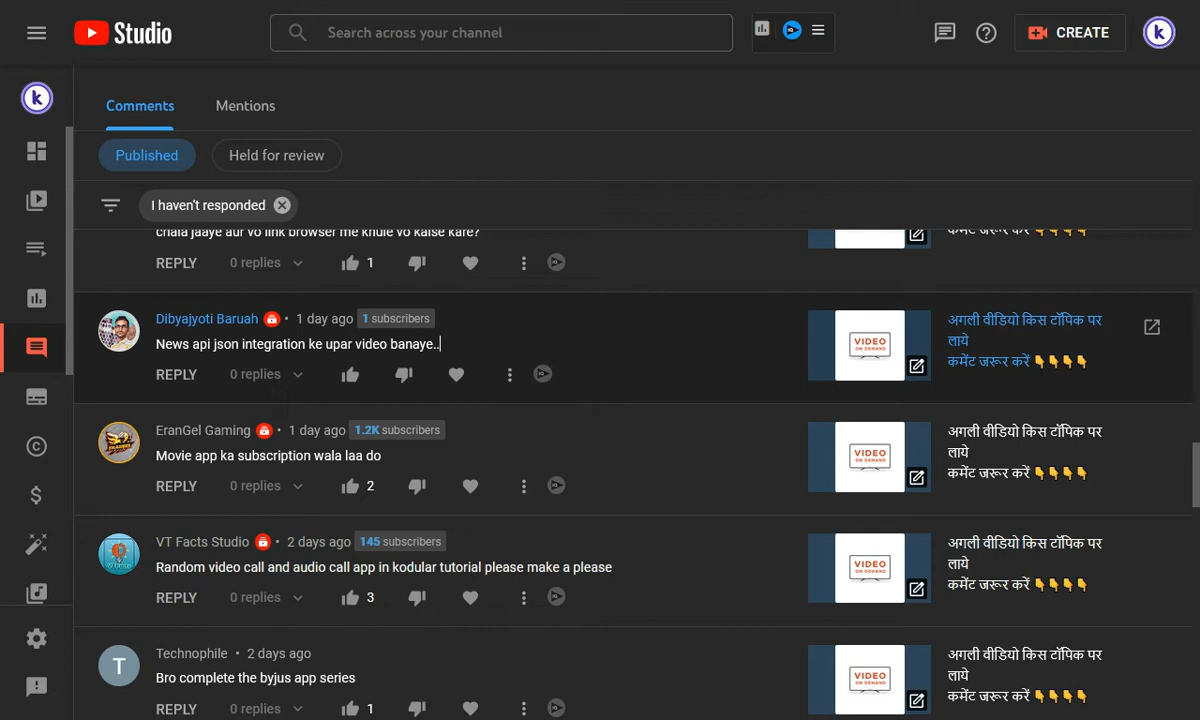 Studio
Search across your channel
CREATE
k
k
Comments
Mentions
Published
Held for review
I haven't responded
chala jaaye aur vo link browser me khule vo kaise kare?
कमेंट जरूर करें 👇👇👇👇
REPLY 0 replies 1
Dibyajyoti Baruah • 1 day ago 1 subscribers
News api json integration ke upar video banaye..
REPLY 0 replies
VIDEO
ON DEMAND
अगली वीडियो किस टॉपिक पर
लाये
कमेंट जरूर करें 👇👇👇👇
EranGel Gaming • 1 day ago 1.2K subscribers
Movie app ka subscription wala laa do
REPLY 0 replies 2
VIDEO
ON DEMAND
अगली वीडियो किस टॉपिक पर
लाये
कमेंट जरूर करें 👇👇👇👇
VT Facts Studio • 2 days ago 145 subscribers
Random video call and audio call app in kodular tutorial please make a please
REPLY 0 replies 3
VIDEO
ON DEMAND
अगली वीडियो किस टॉपिक पर
लाये
कमेंट जरूर करें 👇👇👇👇
T
Technophile • 2 days ago
Bro complete the byjus app series
REPLY 0 replies 1
VIDEO
ON DEMAND
अगली वीडियो किस टॉपिक पर
लाये
कमेंट जरूर करें 👇👇👇👇